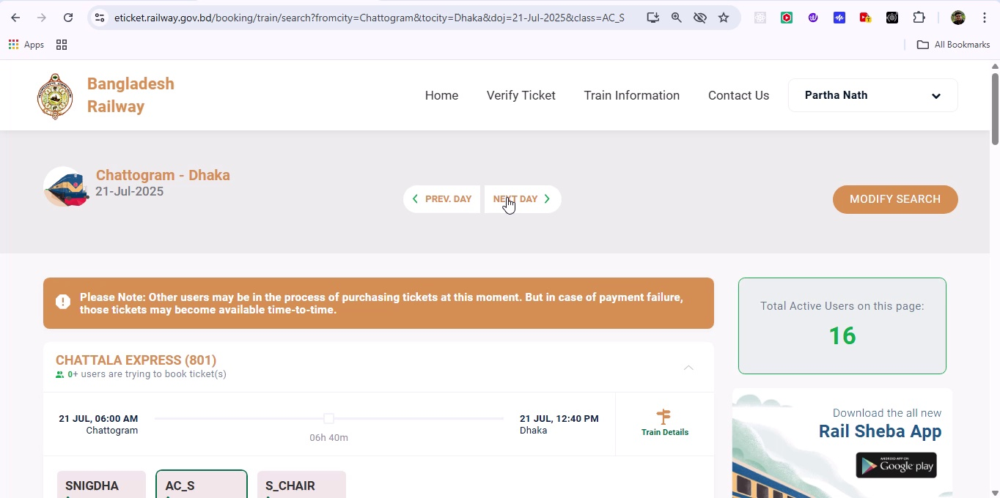 eticket.railway.gov.bd/booking/train/search?fromcity=Chattogram&tocity=Dhaka&doj=21-Jul-2025&class=AC_S
Apps
All Bookmarks
Bangladesh
Railway
Home
Verify Ticket
Train Information
Contact Us
Partha Nath
Chattogram - Dhaka
21-Jul-2025
PREV. DAY
NEXT DAY
MODIFY SEARCH
Please Note: Other users may be in the process of purchasing tickets at this moment. But in case of payment failure,
those tickets may become available time-to-time.
Total Active Users on this page:
16
CHATTALA EXPRESS (801)
0+ users are trying to book ticket(s)
21 JUL, 06:00 AM
Chattogram
06h 40m
21 JUL, 12:40 PM
Dhaka
Train Details
SNIGDHA
AC_S
S_CHAIR
Download the all new
Rail Sheba App
ANDROID APP ON
Google play